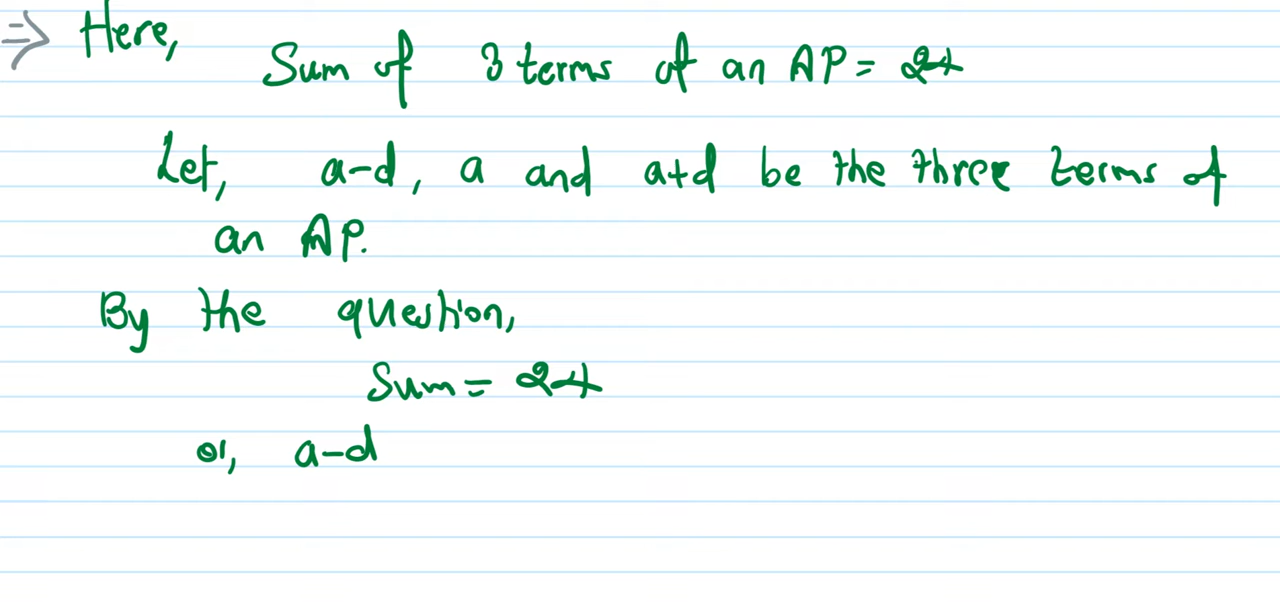 ⇒ Here,
Sum of 3 terms of an AP = 24
Let, a-d, a and a+d be the three terms of
an AP.
By the question,
Sum = 24
or, a-d